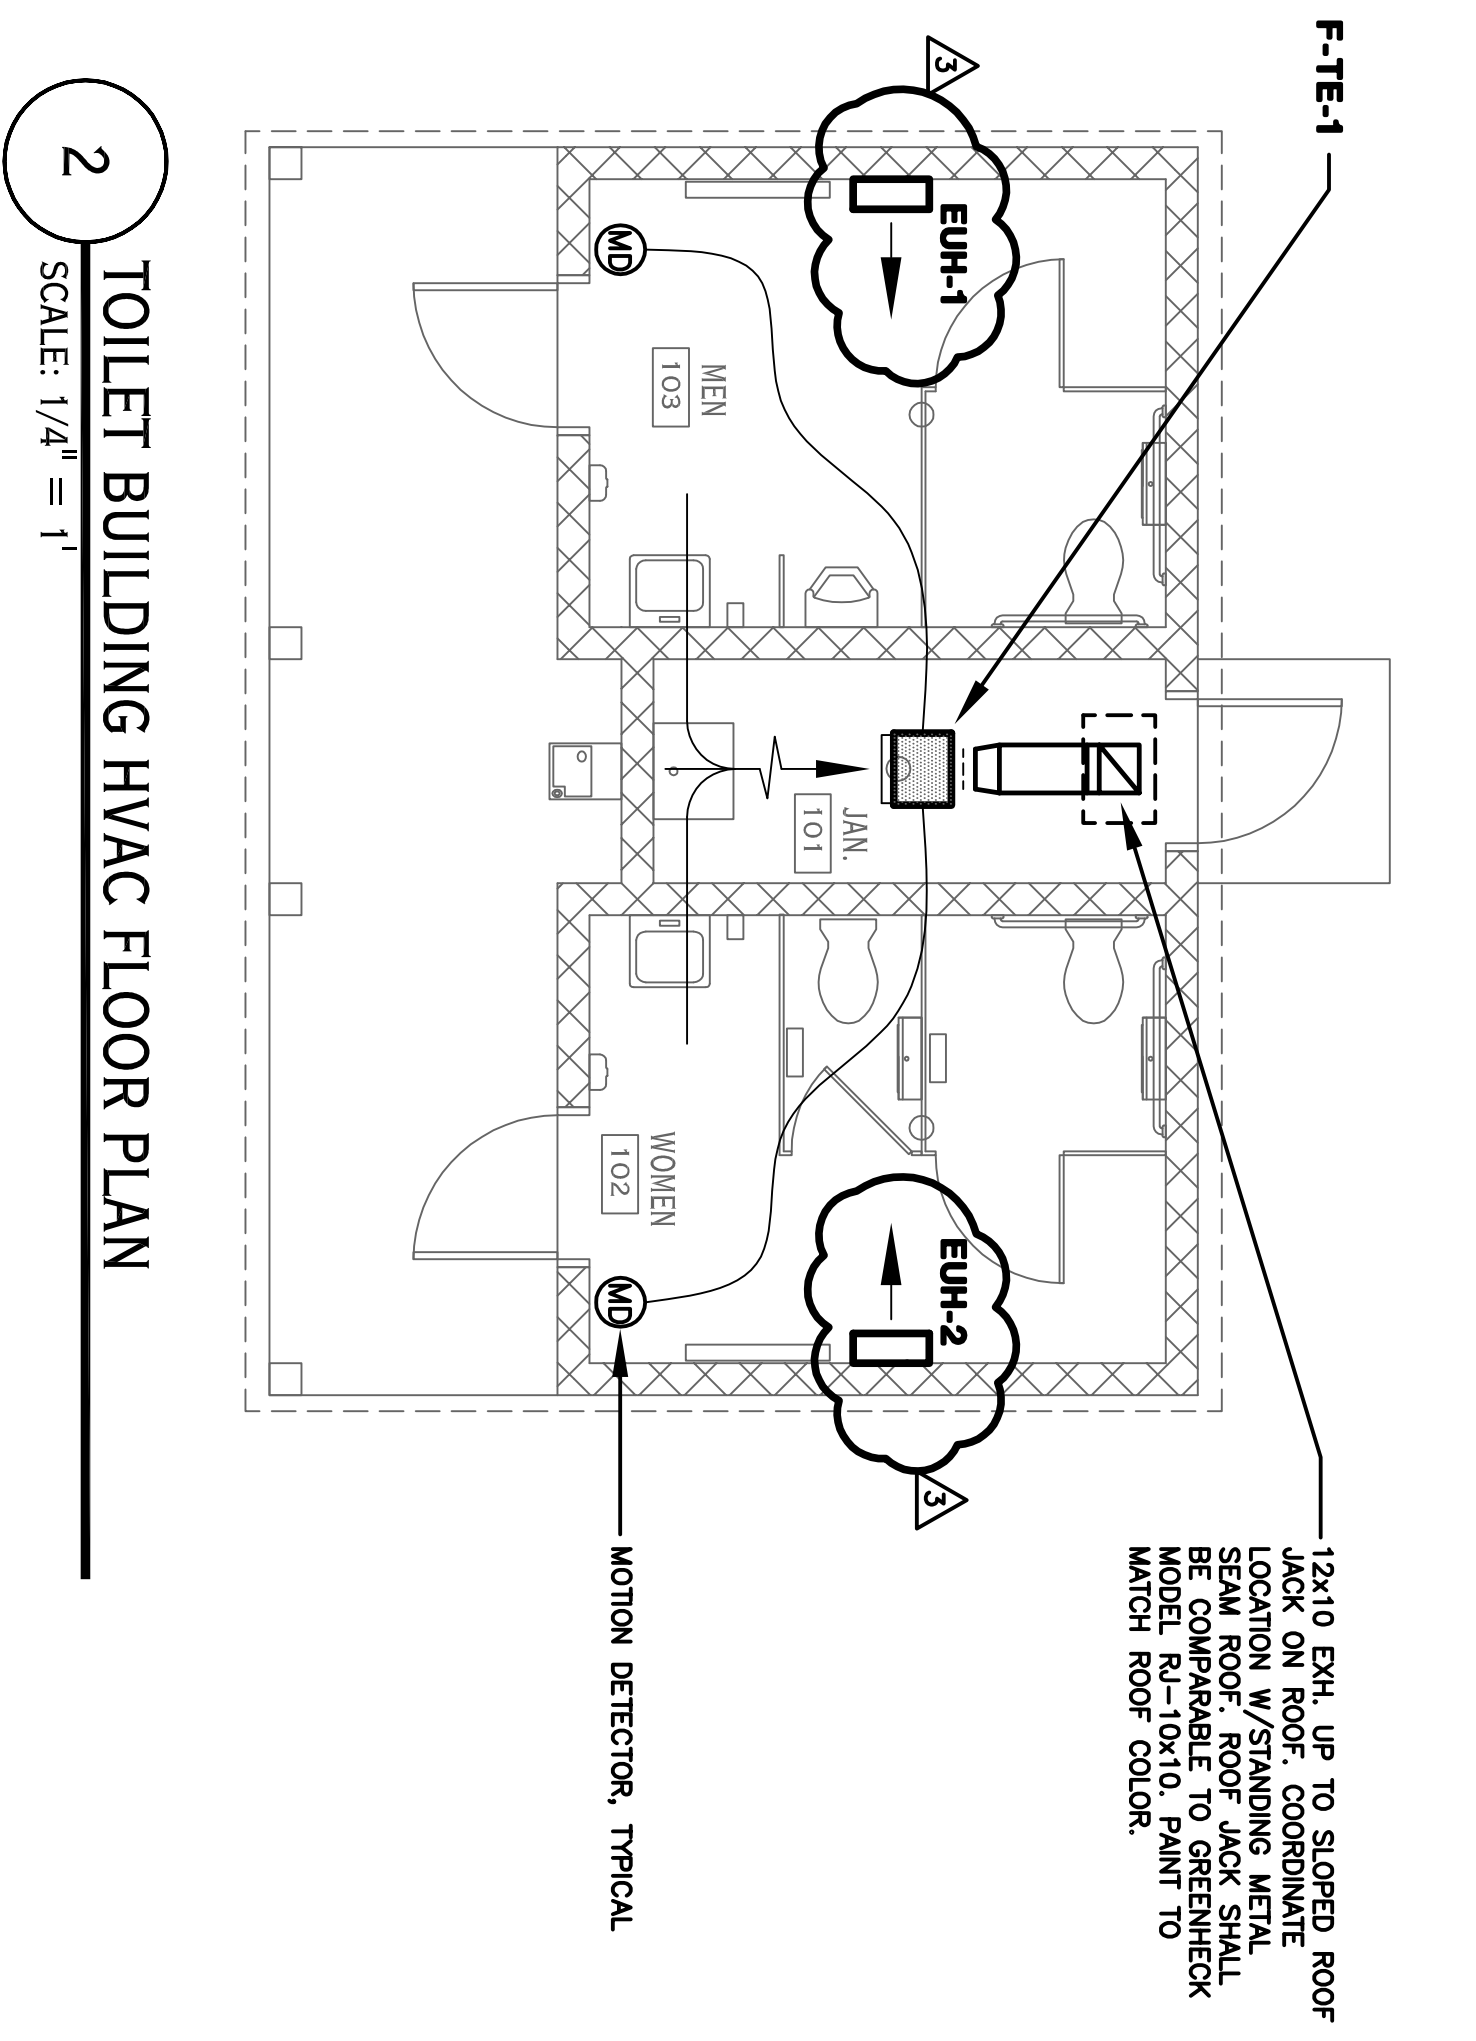 F-TE-1
12x10 EXH. UP TO SLOPED ROOF
JACK ON ROOF. COORDINATE
LOCATION W/STANDING METAL
SEAM ROOF. ROOF JACK SHALL
BE COMPARABLE TO GREENHECK
MODEL RJ-10x10. PAINT TO
MATCH ROOF COLOR.
3
EUH-1
EUH-2
3
JAN.
101
MEN
103
WOMEN
102
MD
MD
MOTION DETECTOR, TYPICAL
2
TOILET BUILDING HVAC FLOOR PLAN
SCALE: 1/4" = 1'